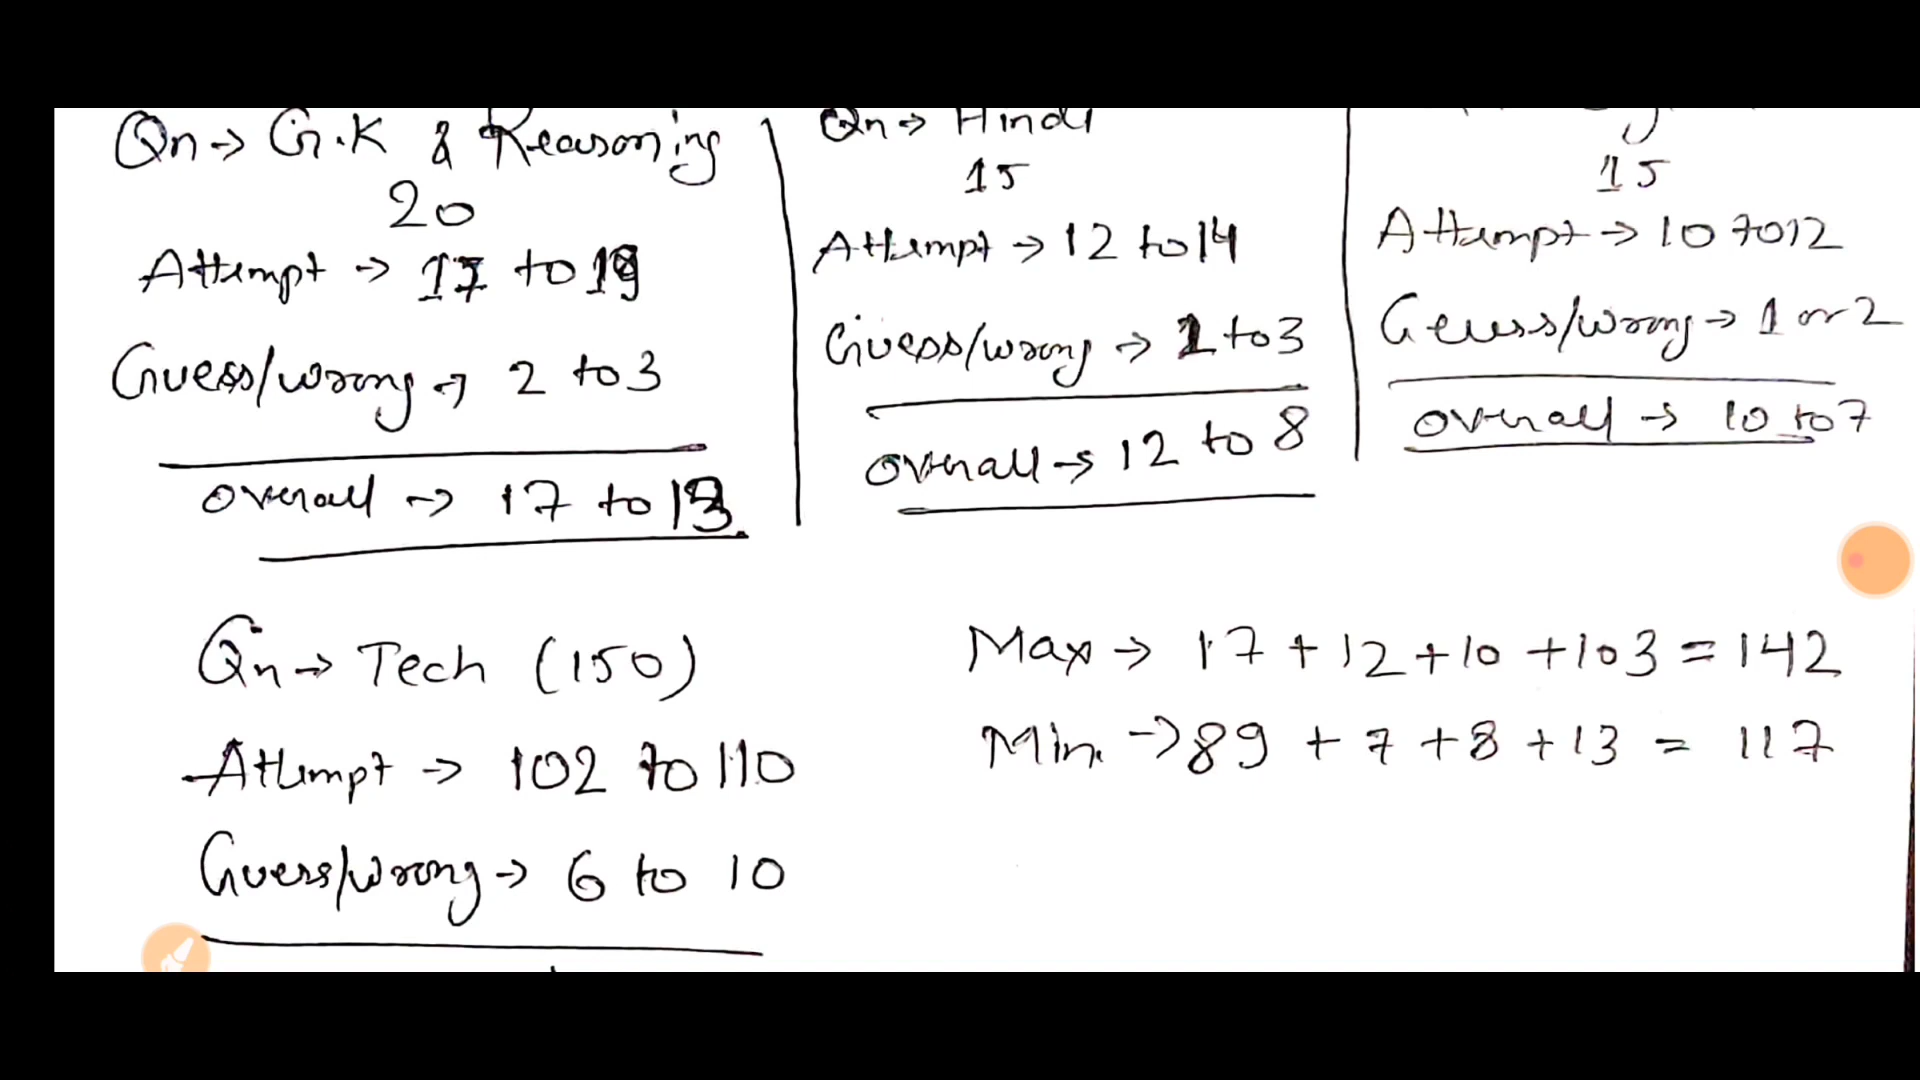 Qn → G.K & Reasoning
20
Attempt → 17 to 19
Guess/wrong → 2 to 3
Overall → 17 to 13.
Qn → Hindi
15
Attempt → 12 to 14
Guess/wrong → 2 to 3
Overall → 12 to 8
15
Attempt → 10 to 12
Guess/wrong → 1 or 2
Overall → 10 to 7
Qn → Tech (150)
Attempt → 102 to 110
Guess/wrong → 6 to 10
Max → 17 + 12 + 10 + 103 = 142
Min. → 89 + 7 + 8 + 13 = 117